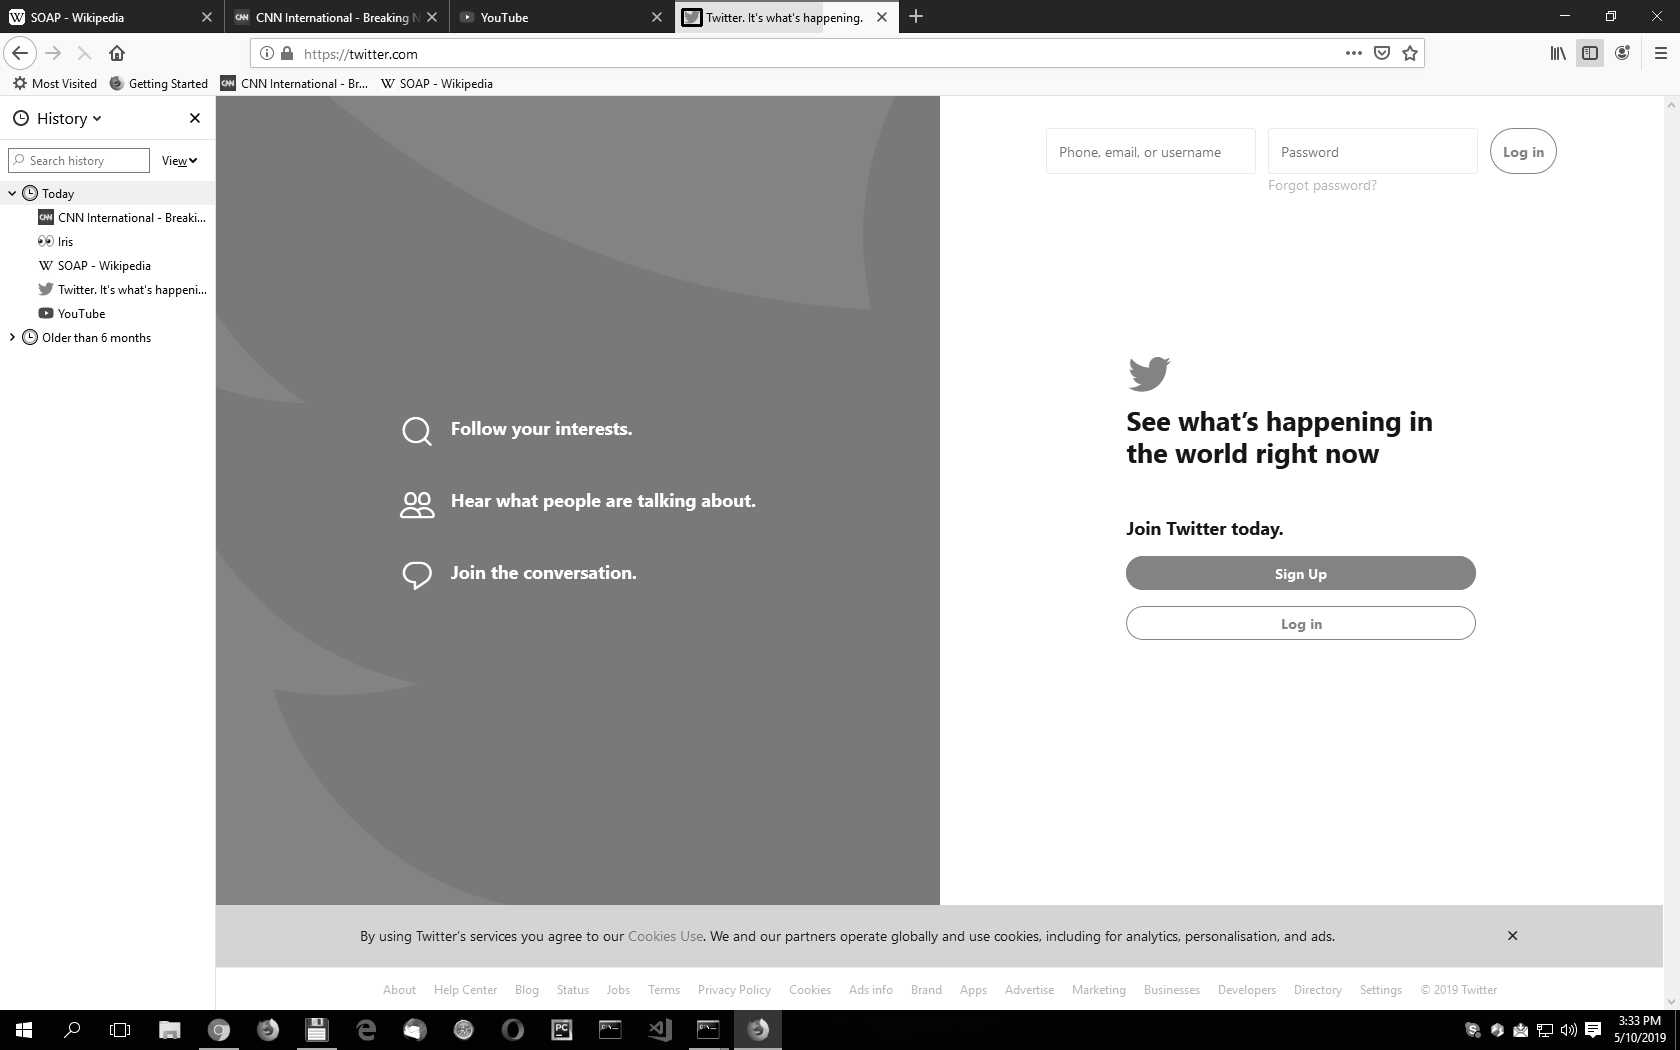 SOAP - Wikipedia
CNN International - Breaking N
YouTube
Twitter. It's what's happening.
https://twitter.com
Most Visited
Getting Started
CNN International - Br...
SOAP - Wikipedia
History
Search history
View
Today
CNN International - Breaki...
Iris
SOAP - Wikipedia
Twitter. It's what's happeni...
YouTube
Older than 6 months
Follow your interests.
Hear what people are talking about.
Join the conversation.
Phone, email, or username
Password
Log in
Forgot password?
See what's happening in
the world right now
Join Twitter today.
Sign Up
Log in
By using Twitter's services you agree to our Cookies Use. We and our partners operate globally and use cookies, including for analytics, personalisation, and ads.
About Help Center Blog Status Jobs Terms Privacy Policy Cookies Ads info Brand Apps Advertise Marketing Businesses Developers Directory Settings © 2019 Twitter
3:33 PM
5/10/2019